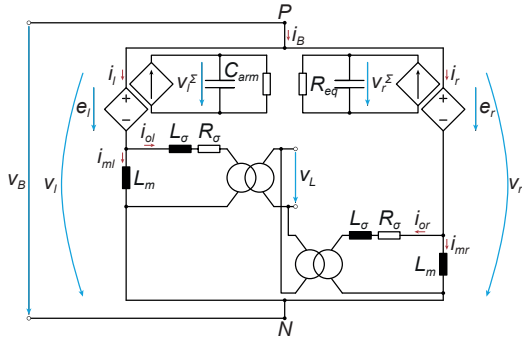 P
i_B
i_l
v_l^Σ
C_arm
R_eq
v_r^Σ
i_r
e_l
e_r
i_ol
L_σ
R_σ
i_ml
v_B
v_l
L_m
v_L
v_r
L_σ
R_σ
i_or
i_mr
L_m
N